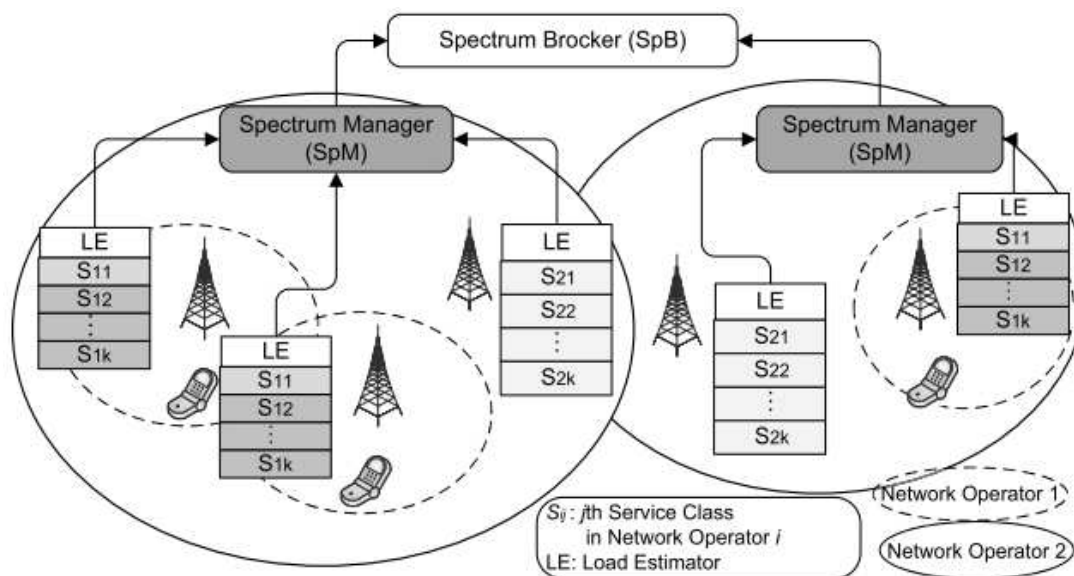 Spectrum Brocker (SpB)
Spectrum Manager
(SpM)
Spectrum Manager
(SpM)
LE
S11
S12
⋮
S1k
LE
S11
S12
⋮
S1k
LE
S21
S22
⋮
S2k
LE
S21
S22
⋮
S2k
LE
S11
S12
⋮
S1k
Sij : jth Service Class
in Network Operator i
LE: Load Estimator
Network Operator 1
Network Operator 2